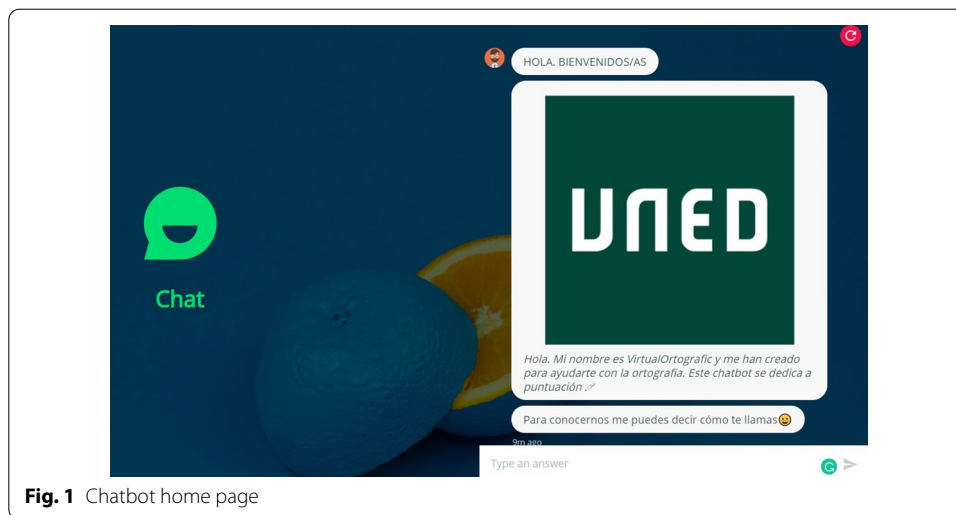 HOLA. BIENVENIDOS/AS
UNED
Chat
Hola. Mi nombre es VirtualOrtografic y me han creado
para ayudarte con la ortografía. Este chatbot se dedica a
puntuación
Para conocernos me puedes decir cómo te llamas😀
9m ago
Type an answer
Fig. 1 Chatbot home page